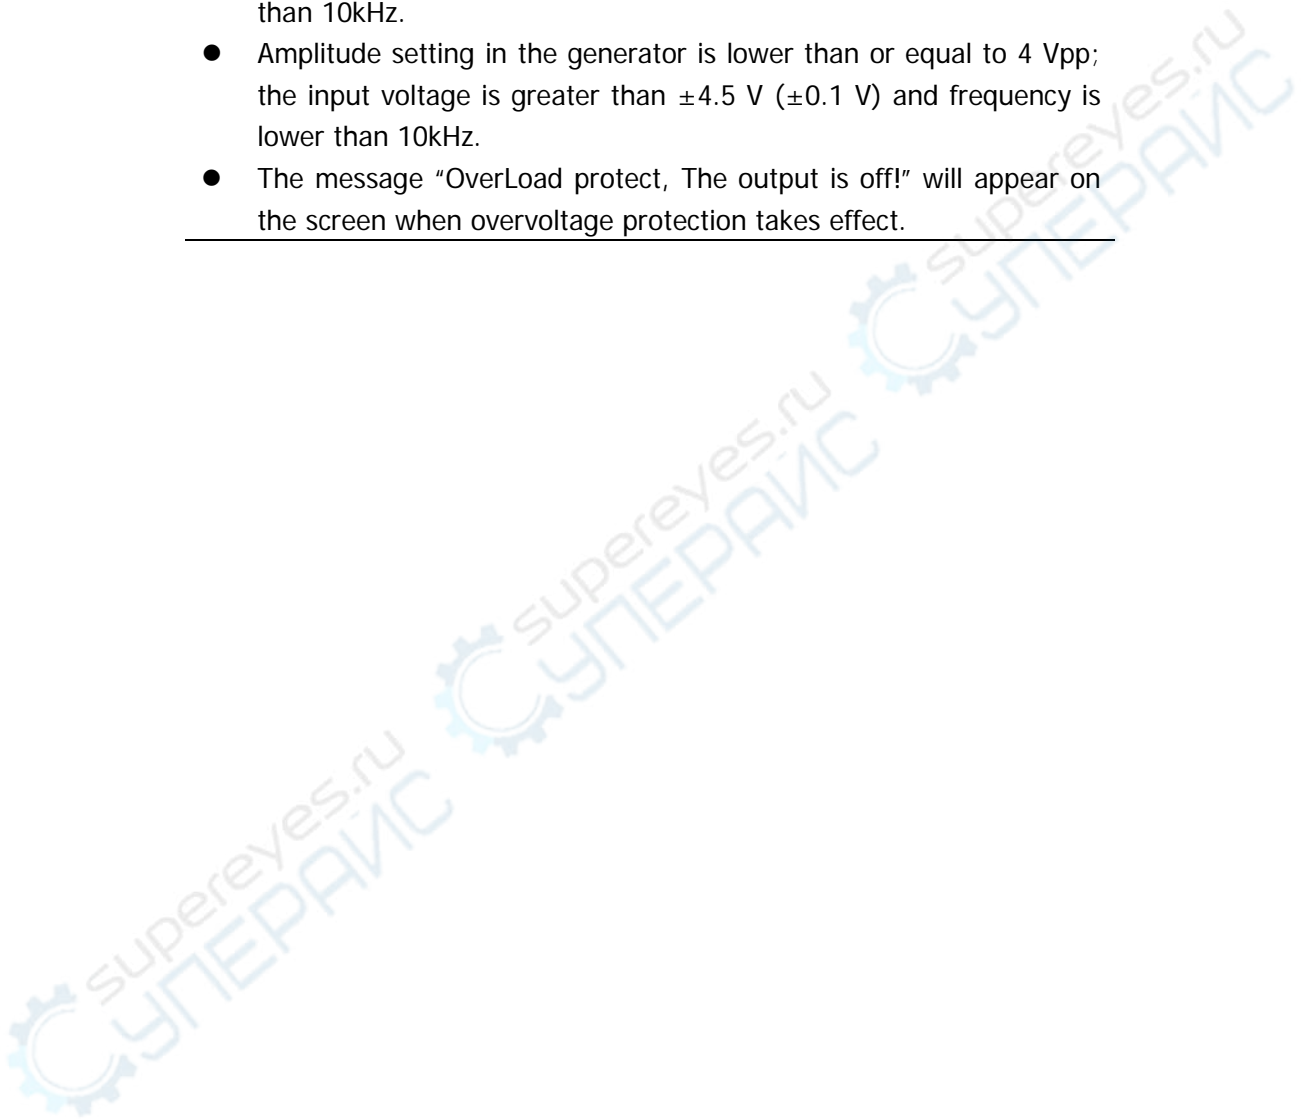 than 10kHz.
● Amplitude setting in the generator is lower than or equal to 4 Vpp;
the input voltage is greater than ±4.5 V (±0.1 V) and frequency is
lower than 10kHz.
● The message “OverLoad protect, The output is off!” will appear on
the screen when overvoltage protection takes effect.
supereyes.ru
СУПЕРАЙС
supereyes.ru
СУПЕРАЙС
supereyes.ru
СУПЕРАЙС